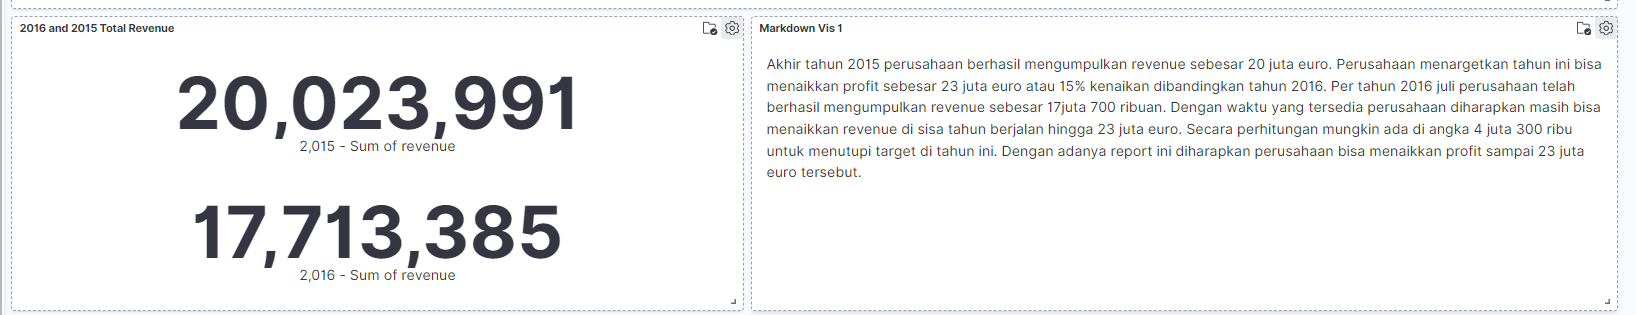 2016 and 2015 Total Revenue
20,023,991
2,015 - Sum of revenue
17,713,385
2,016 - Sum of revenue
Markdown Vis 1
Akhir tahun 2015 perusahaan berhasil mengumpulkan revenue sebesar 20 juta euro. Perusahaan menargetkan tahun ini bisa
menaikkan profit sebesar 23 juta euro atau 15% kenaikan dibandingkan tahun 2016. Per tahun 2016 juli perusahaan telah
berhasil mengumpulkan revenue sebesar 17juta 700 ribuan. Dengan waktu yang tersedia perusahaan diharapkan masih bisa
menaikkan revenue di sisa tahun berjalan hingga 23 juta euro. Secara perhitungan mungkin ada di angka 4 juta 300 ribu
untuk menutupi target di tahun ini. Dengan adanya report ini diharapkan perusahaan bisa menaikkan profit sampai 23 juta
euro tersebut.